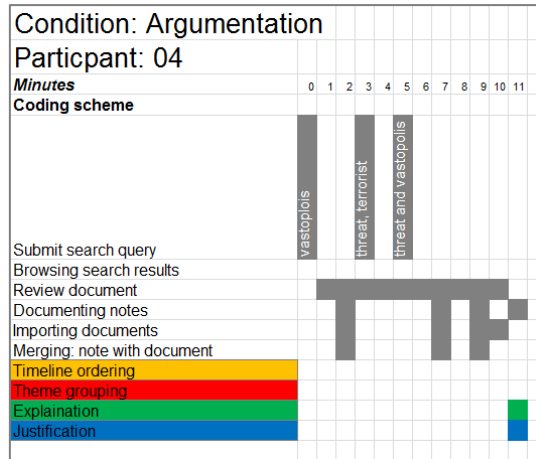 Condition: Argumentation
Particpant: 04
Minutes 0 1 2 3 4 5 6 7 8 9 10 11
Coding scheme
Submit search query vastoplois threat, terrorist threat and vastopolis
Browsing search results
Review document
Documenting notes
Importing documents
Merging: note with document
Timeline ordering
Theme grouping
Explaination
Justification